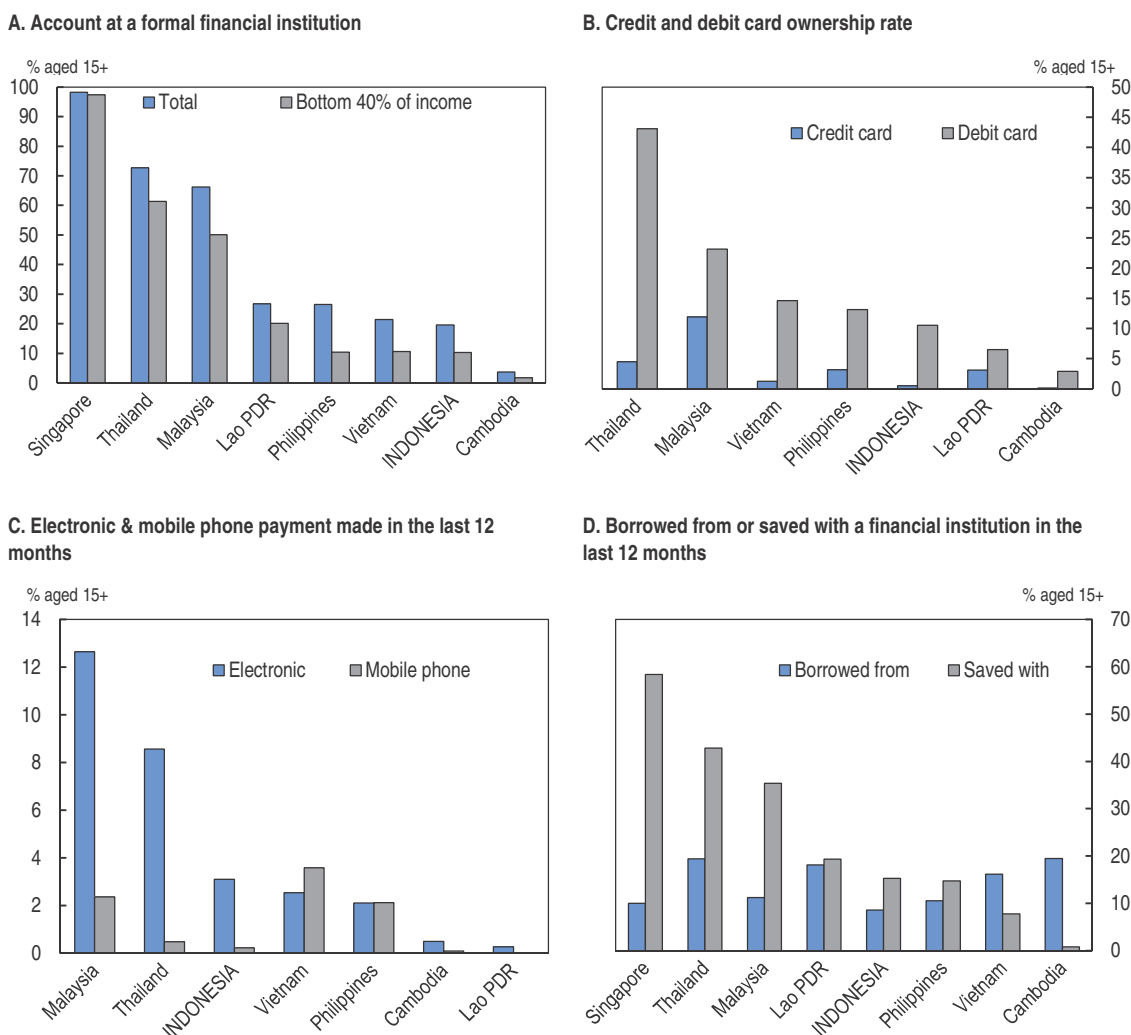 A. Account at a formal financial institution
% aged 15+
100
90
80
70
60
50
40
30
20
10
0
Total
Bottom 40% of income
Singapore
Thailand
Malaysia
Lao PDR
Philippines
Vietnam
INDONESIA
Cambodia
B. Credit and debit card ownership rate
% aged 15+
50
45
40
35
30
25
20
15
10
5
0
Credit card
Debit card
Thailand
Malaysia
Vietnam
Philippines
INDONESIA
Lao PDR
Cambodia
C. Electronic & mobile phone payment made in the last 12
months
% aged 15+
14
12
10
8
6
4
2
0
Electronic
Mobile phone
Malaysia
Thailand
INDONESIA
Vietnam
Philippines
Cambodia
Lao PDR
D. Borrowed from or saved with a financial institution in the
last 12 months
% aged 15+
70
60
50
40
30
20
10
0
Borrowed from
Saved with
Singapore
Thailand
Malaysia
Lao PDR
INDONESIA
Philippines
Vietnam
Cambodia